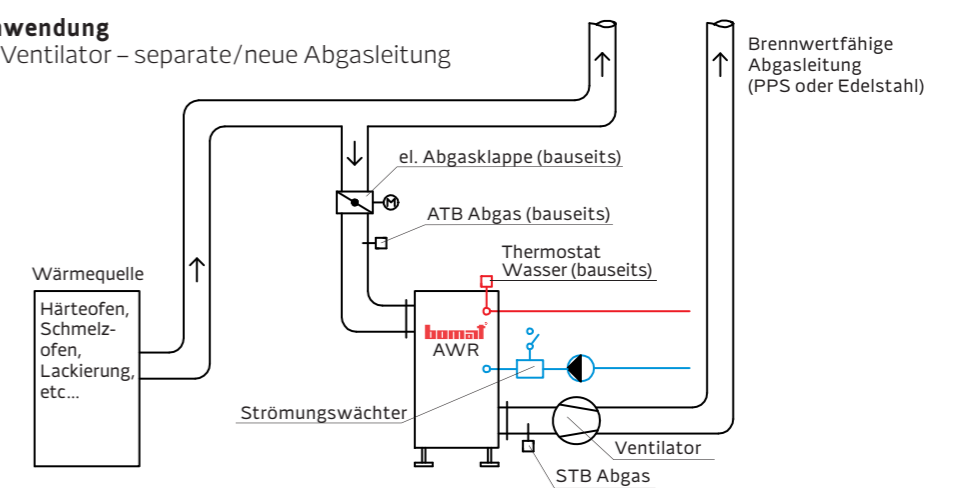 nwendung
Ventilator – separate/neue Abgasleitung
Brennwertfähige
Abgasleitung
(PPS oder Edelstahl)
el. Abgasklappe (bauseits)
M
ATB Abgas (bauseits)
Thermostat
Wasser (bauseits)
Wärmequelle
Härteofen,
Schmelz-
ofen,
Lackierung,
etc...
bomat
AWR
Strömungswächter
Ventilator
STB Abgas